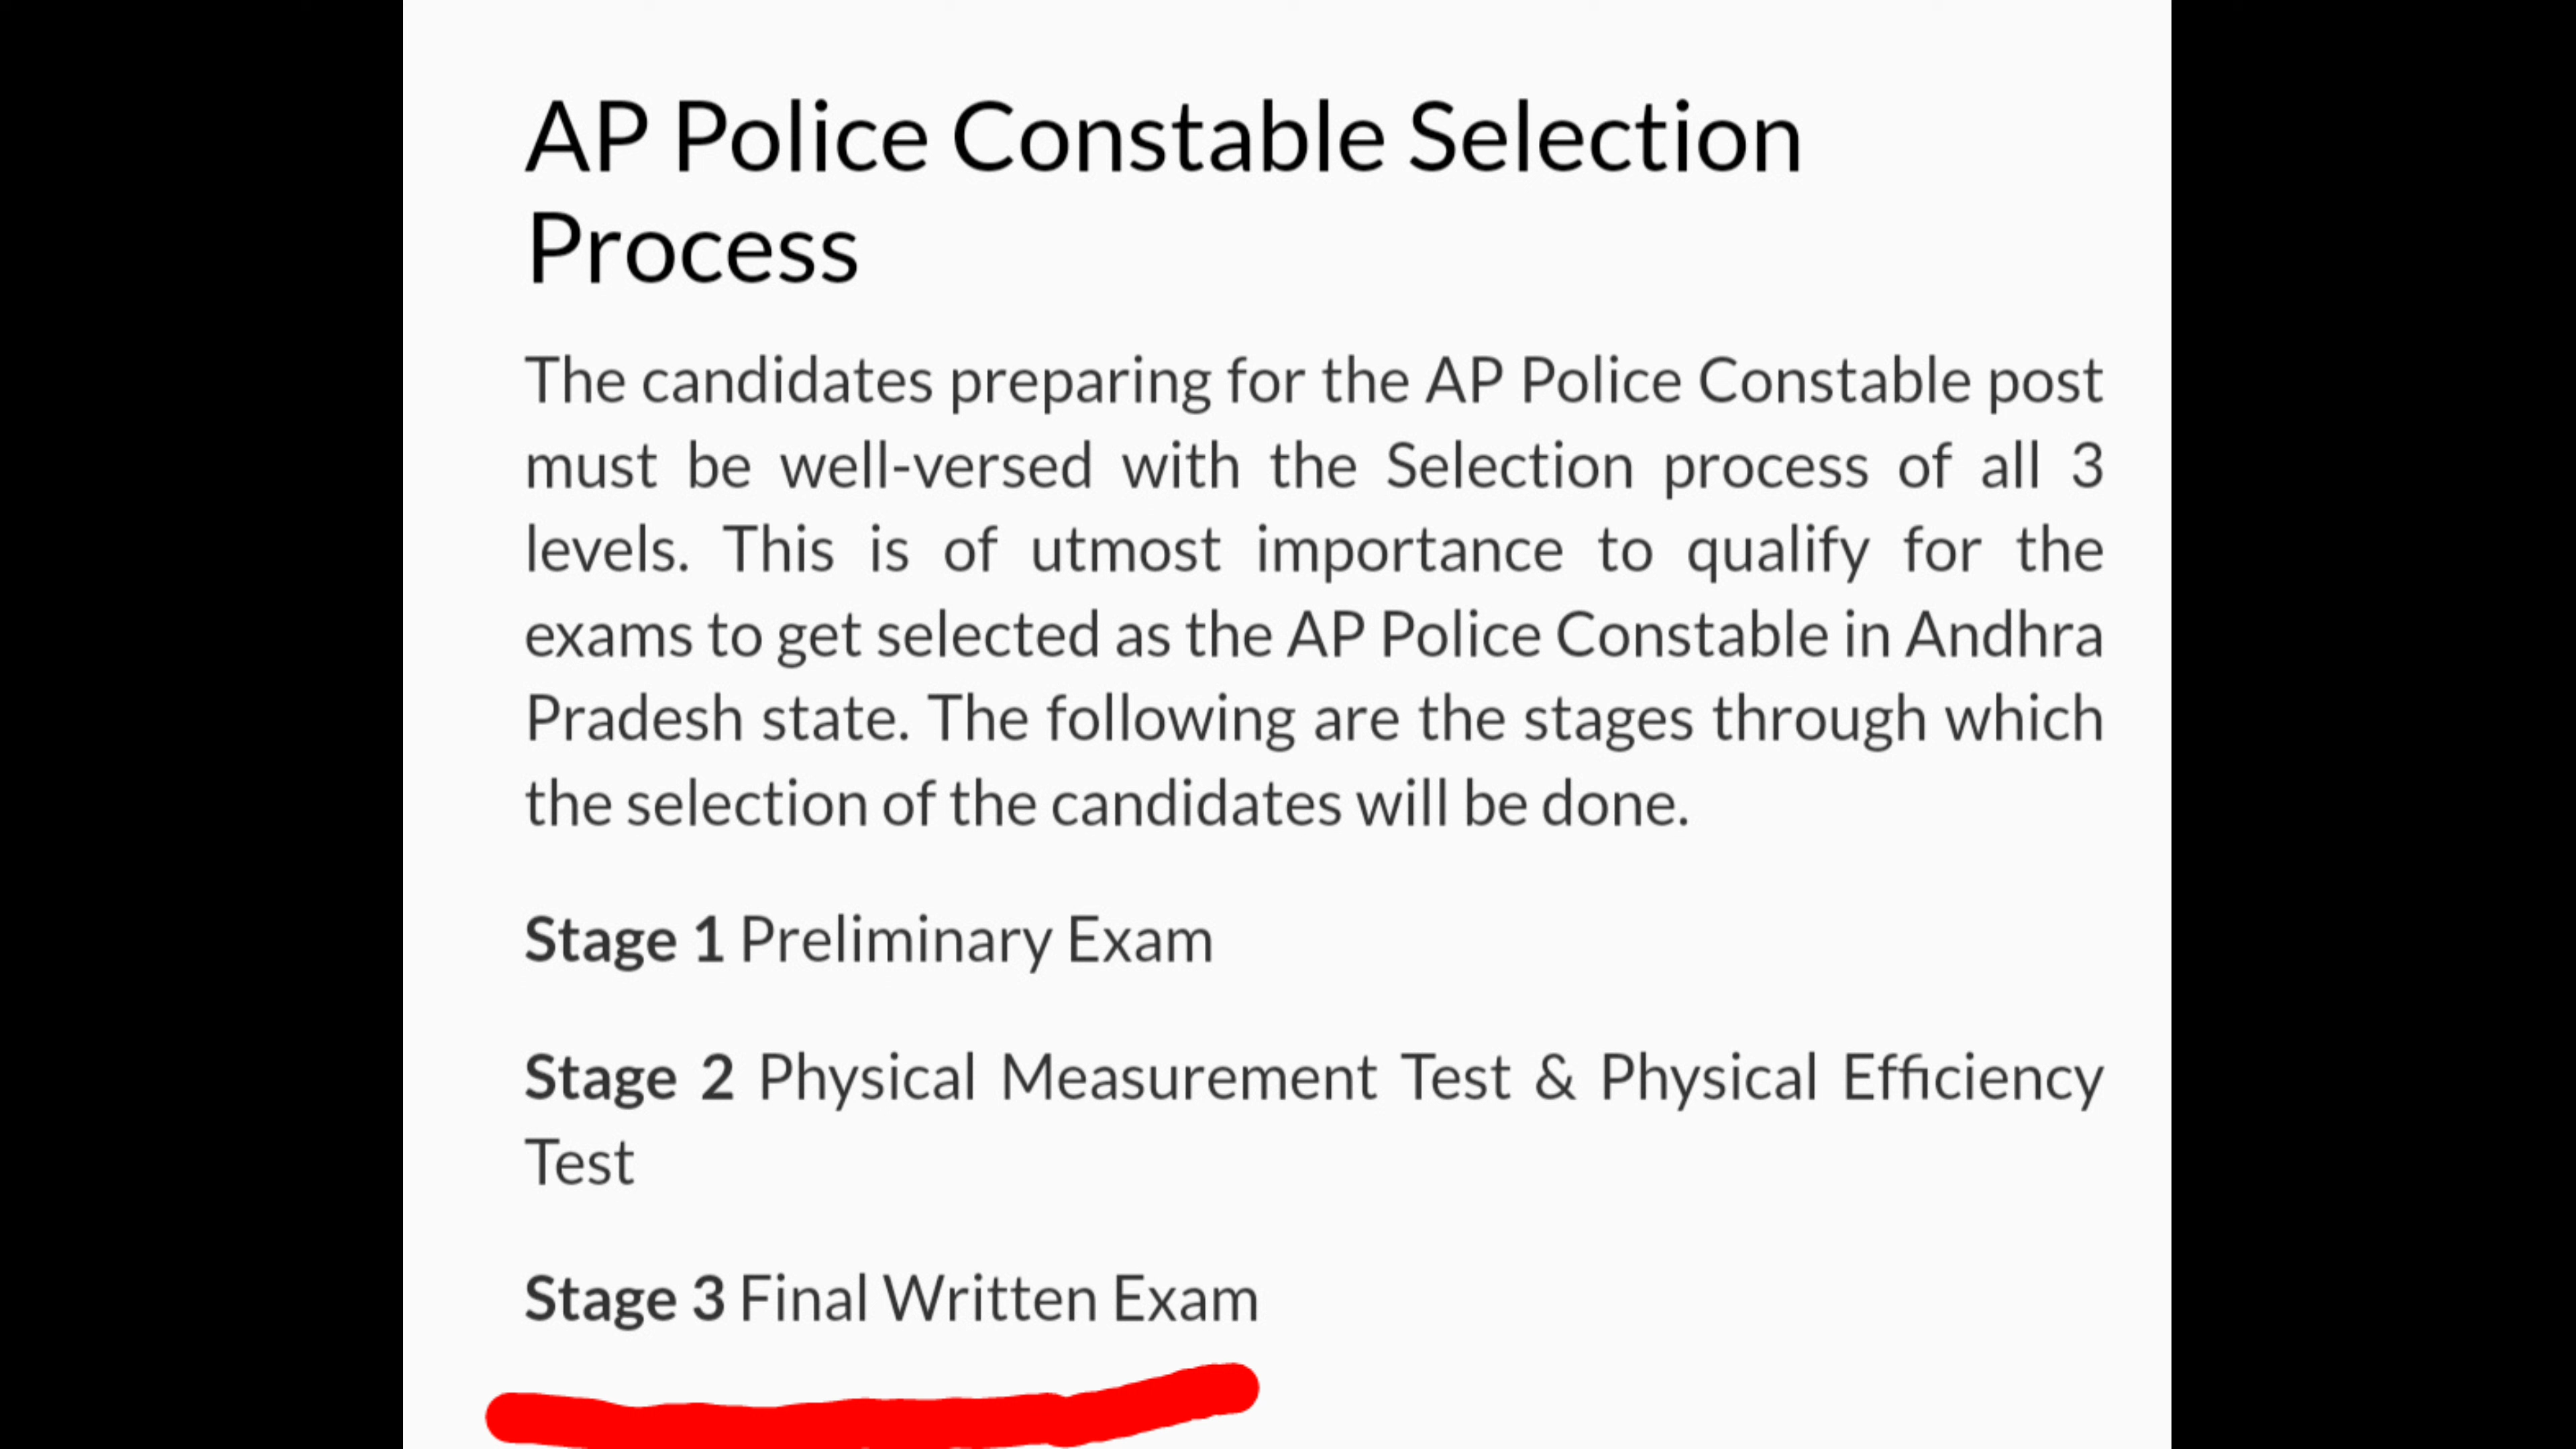 AP Police Constable Selection
Process
The candidates preparing for the AP Police Constable post
must be well-versed with the Selection process of all 3
levels. This is of utmost importance to qualify for the
exams to get selected as the AP Police Constable in Andhra
Pradesh state. The following are the stages through which
the selection of the candidates will be done.
Stage 1 Preliminary Exam
Stage 2 Physical Measurement Test & Physical Efficiency
Test
Stage 3 Final Written Exam